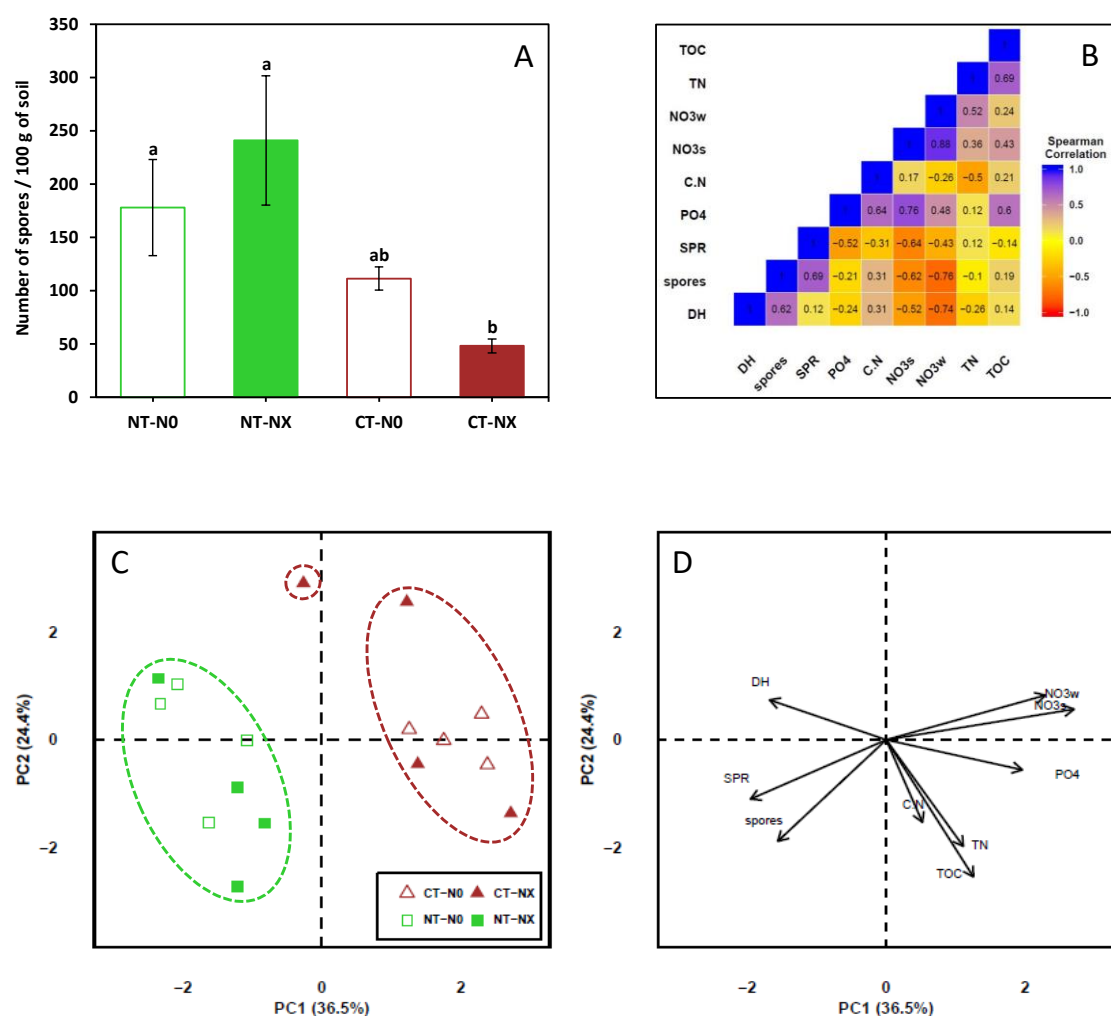 A
Number of spores / 100 g of soil
350
300
250
200
150
100
50
0
a
a
ab
b
NT-N0
NT-NX
CT-N0
CT-NX
B
TOC
TN 0.69
NO3w 0.52 0.24
NO3s 0.88 0.36 0.43
C.N 0.17 −0.26 −0.5 0.21
PO4 0.64 0.76 0.48 0.12 0.6
SPR −0.52 −0.31 −0.64 −0.43 0.12 −0.14
spores 0.69 −0.21 0.31 −0.62 −0.76 −0.1 0.19
DH 0.62 0.12 −0.24 0.31 −0.52 −0.74 −0.26 0.14
DH spores SPR PO4 C.N NO3s NO3w TN TOC
Spearman
Correlation
1.0
0.5
0.0
−0.5
−1.0
C
PC2 (24.4%)
2
0
−2
CT−N0 CT−NX
NT−N0 NT−NX
−2 0 2
PC1 (36.5%)
D
PC2 (24.4%)
2
0
−2
DH
NO3w
NO3s
SPR
PO4
C.N
spores
TN
TOC
−2 0 2
PC1 (36.5%)